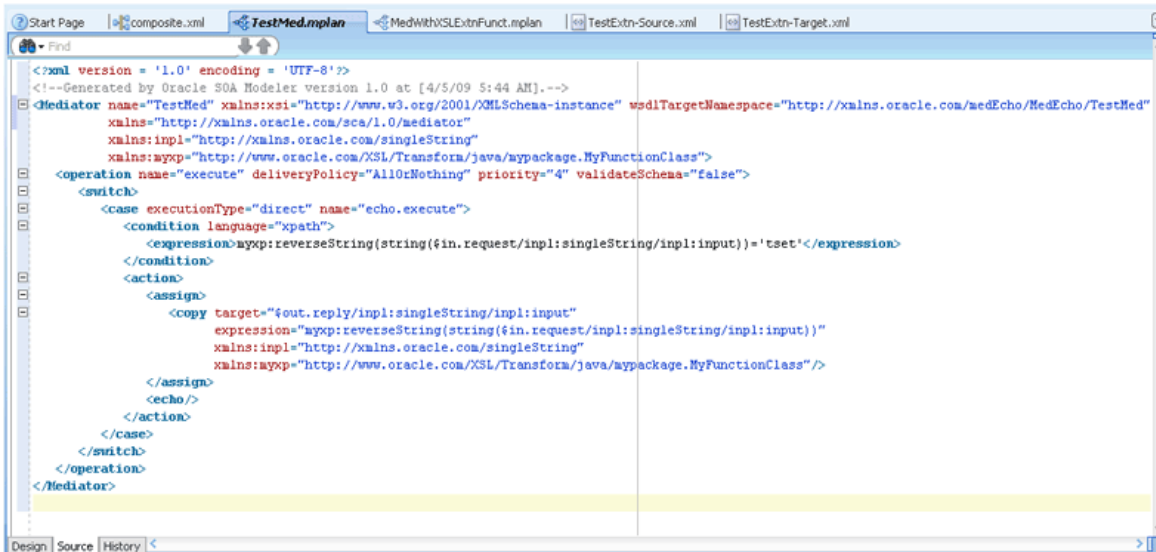 Start Page composite.xml TestMed.mplan MedWithXSLExtnFunct.mplan TestExtn-Source.xml TestExtn-Target.xml
Find
<?xml version = '1.0' encoding = 'UTF-8'?>
<!--Generated by Oracle SOA Modeler version 1.0 at [4/5/09 5:44 AM].-->
<Mediator name="TestMed" xmlns:xsi="http://www.w3.org/2001/XMLSchema-instance" wsdlTargetNamespace="http://xmlns.oracle.com/medEcho/MedEcho/TestMed"
xmlns="http://xmlns.oracle.com/sca/1.0/mediator"
xmlns:inpl="http://xmlns.oracle.com/singleString"
xmlns:myxp="http://www.oracle.com/XSL/Transform/java/mypackage.MyFunctionClass">
<operation name="execute" deliveryPolicy="AllOrNothing" priority="4" validateSchema="false">
<switch>
<case executionType="direct" name="echo.execute">
<condition language="xpath">
<expression>myxp:reverseString(string($in.request/inpl:singleString/inpl:input))='tset'</expression>
</condition>
<action>
<assign>
<copy target="$out.reply/inpl:singleString/inpl:input"
expression="myxp:reverseString(string($in.request/inpl:singleString/inpl:input))"
xmlns:inpl="http://xmlns.oracle.com/singleString"
xmlns:myxp="http://www.oracle.com/XSL/Transform/java/mypackage.MyFunctionClass"/>
</assign>
<echo/>
</action>
</case>
</switch>
</operation>
</Mediator>
Design Source History